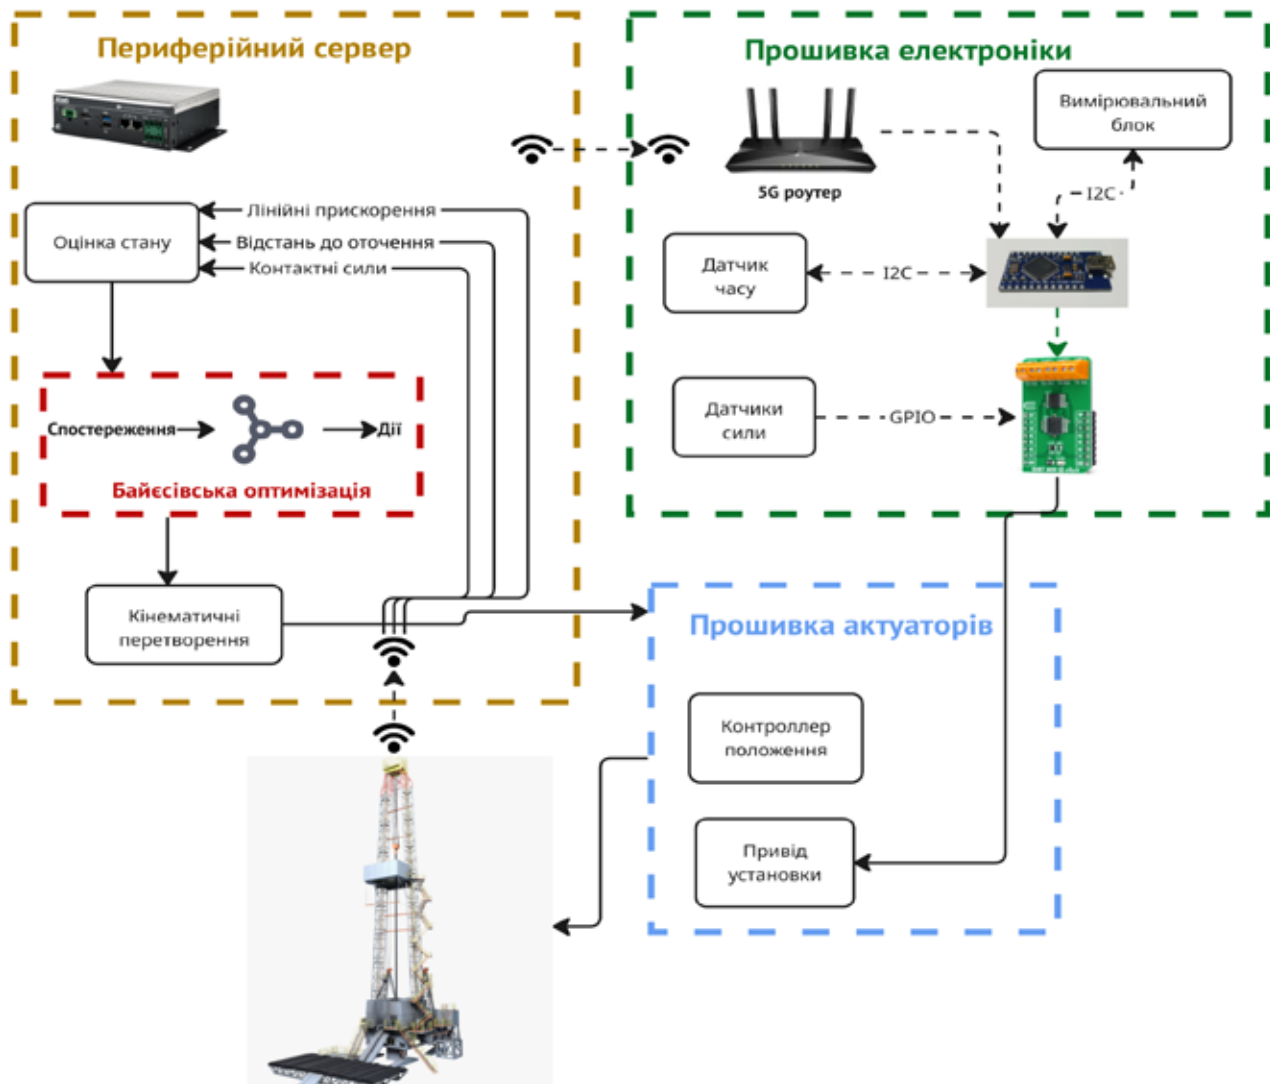 Периферійний сервер
Лінійні прискорення
Оцінка стану
Відстань до оточення
Контактні сили
Спостереження
Дії
Байєсівська оптимізація
Кінематичні
перетворення
Прошивка електроніки
Вимірювальний
блок
5G роутер
I2C
Датчик
часу
I2C
Датчики
сили
GPIO
Прошивка актуаторів
Контроллер
положення
Привід
установки